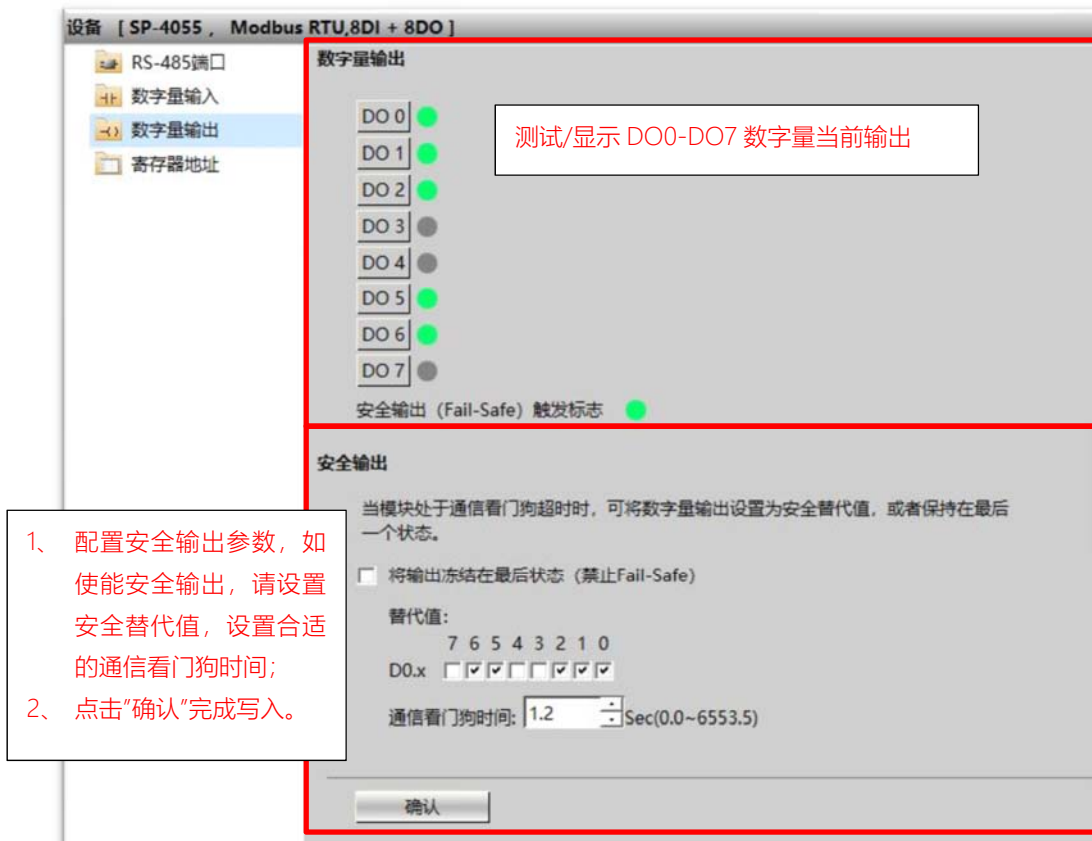 设备 [ SP-4055 , Modbus RTU,8DI + 8DO ]
RS-485端口
数字量输入
数字量输出
寄存器地址
数字量输出
DO 0
DO 1
DO 2
DO 3
DO 4
DO 5
DO 6
DO 7
测试/显示 DO0-DO7 数字量当前输出
安全输出（Fail-Safe）触发标志
安全输出
当模块处于通信看门狗超时时，可将数字量输出设置为安全替代值，或者保持在最后
一个状态。
将输出冻结在最后状态（禁止Fail-Safe）
替代值:
7 6 5 4 3 2 1 0
D0.x
通信看门狗时间: 1.2 Sec(0.0~6553.5)
确认
1、 配置安全输出参数，如
使能安全输出，请设置
安全替代值，设置合适
的通信看门狗时间；
2、 点击“确认”完成写入。